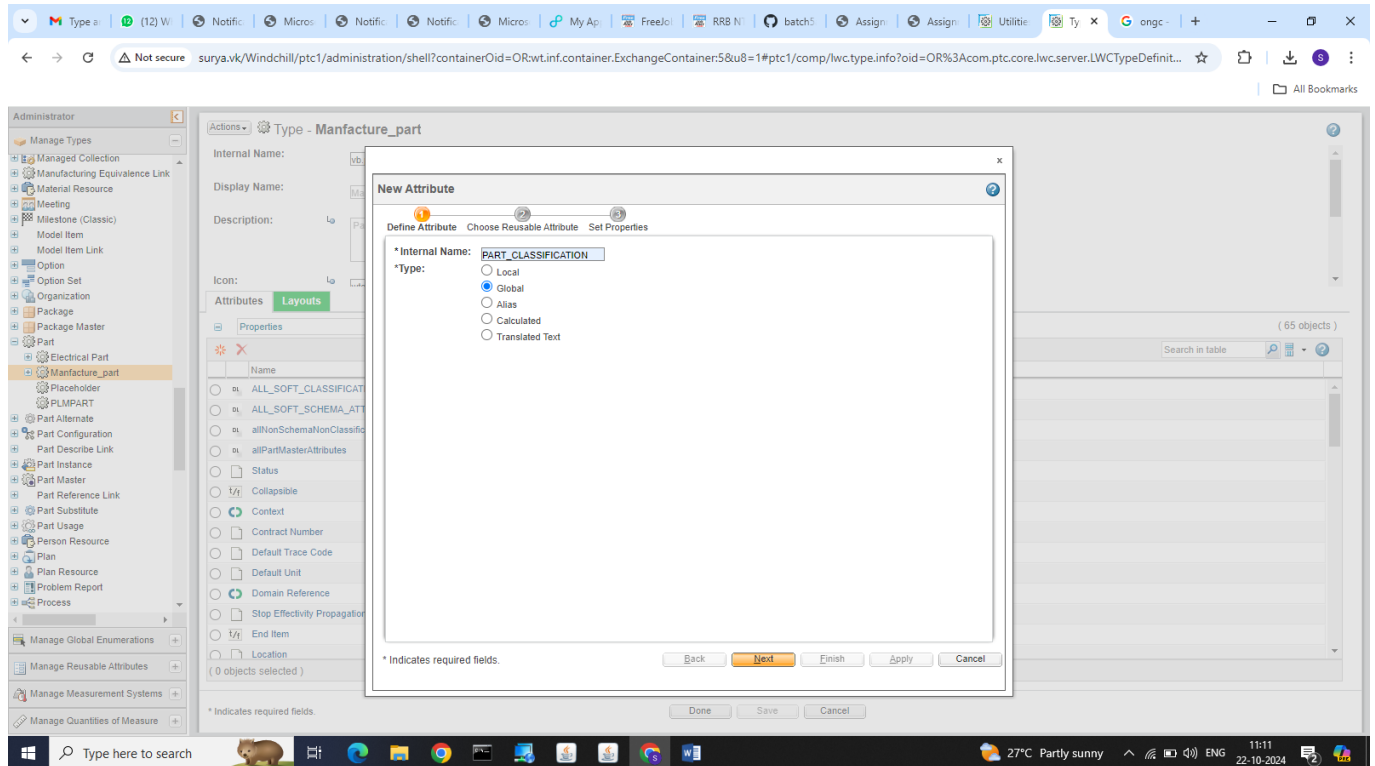 Type a
(12) W
Notific
Micros
Notific
Notific
Micros
My Ap
FreeJol
RRB N
batch5
Assign
Assign
Utilitie
Ty
ongc -
Not secure
surya.vk/Windchill/ptc1/administration/shell?containerOid=OR:wt.inf.container.ExchangeContainer:5&u8=1#ptc1/comp/lwc.type.info?oid=OR%3Acom.ptc.core.lwc.server.LWCTypeDefinit...
S
All Bookmarks
Administrator
Manage Types
Managed Collection
Manufacturing Equivalence Link
Material Resource
Meeting
Milestone (Classic)
Model Item
Model Item Link
Option
Option Set
Organization
Package
Package Master
Part
Electrical Part
Manfacture_part
Placeholder
PLMPART
Part Alternate
Part Configuration
Part Describe Link
Part Instance
Part Master
Part Reference Link
Part Substitute
Part Usage
Person Resource
Plan
Plan Resource
Problem Report
Process
Manage Global Enumerations
Manage Reusable Attributes
Manage Measurement Systems
Manage Quantities of Measure
Actions Type - Manfacture_part
Internal Name:
vb.
Display Name:
Ma
Description:
Pa
Icon:
Attributes Layouts
Properties
( 65 objects )
Search in table
Name
ALL_SOFT_CLASSIFICAT
ALL_SOFT_SCHEMA_ATT
allNonSchemaNonClassific
allPartMasterAttributes
Status
Collapsible
Context
Contract Number
Default Trace Code
Default Unit
Domain Reference
Stop Effectivity Propagation
End Item
Location
( 0 objects selected )
* Indicates required fields.
Done Save Cancel
x
New Attribute
1 2 3
Define Attribute Choose Reusable Attribute Set Properties
*Internal Name: PART_CLASSIFICATION
*Type: Local
Global
Alias
Calculated
Translated Text
* Indicates required fields.
Back Next Finish Apply Cancel
Type here to search
27°C Partly sunny
ENG
11:11
22-10-2024
2